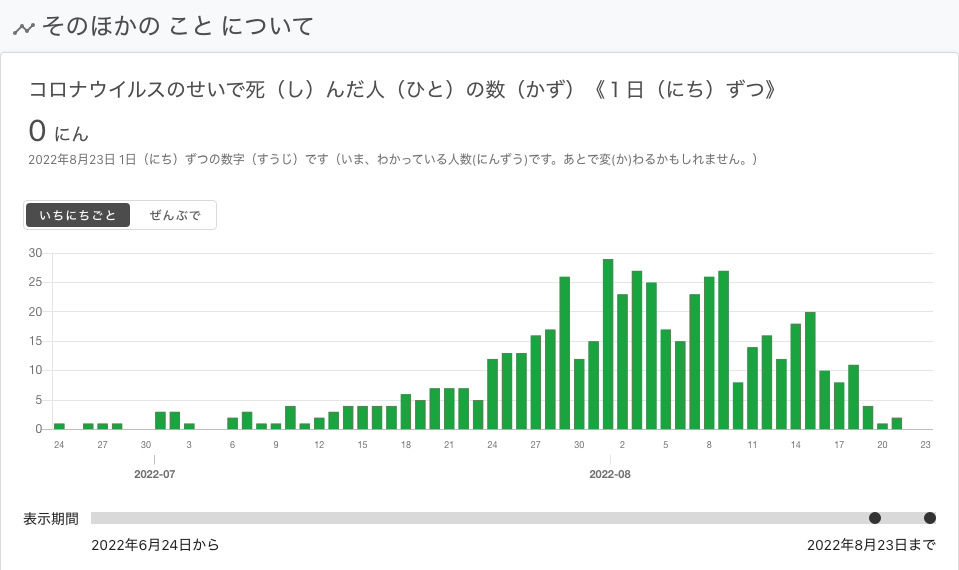 そのほかの こと について
コロナウイルスのせいで死（し）んだ人（ひと）の数（かず）《１日（にち）ずつ》
0 にん
2022年8月23日 1日（にち）ずつの数字（すうじ）です（いま、わかっている人数(にんずう)です。あとで変(か)わるかもしれません。）
いちにちごと ぜんぶで
30
25
20
15
10
5
0
24 27 30 3 6 9 12 15 18 21 24 27 30 2 5 8 11 14 17 20 23
2022-07 2022-08
表示期間
2022年6月24日から 2022年8月23日まで